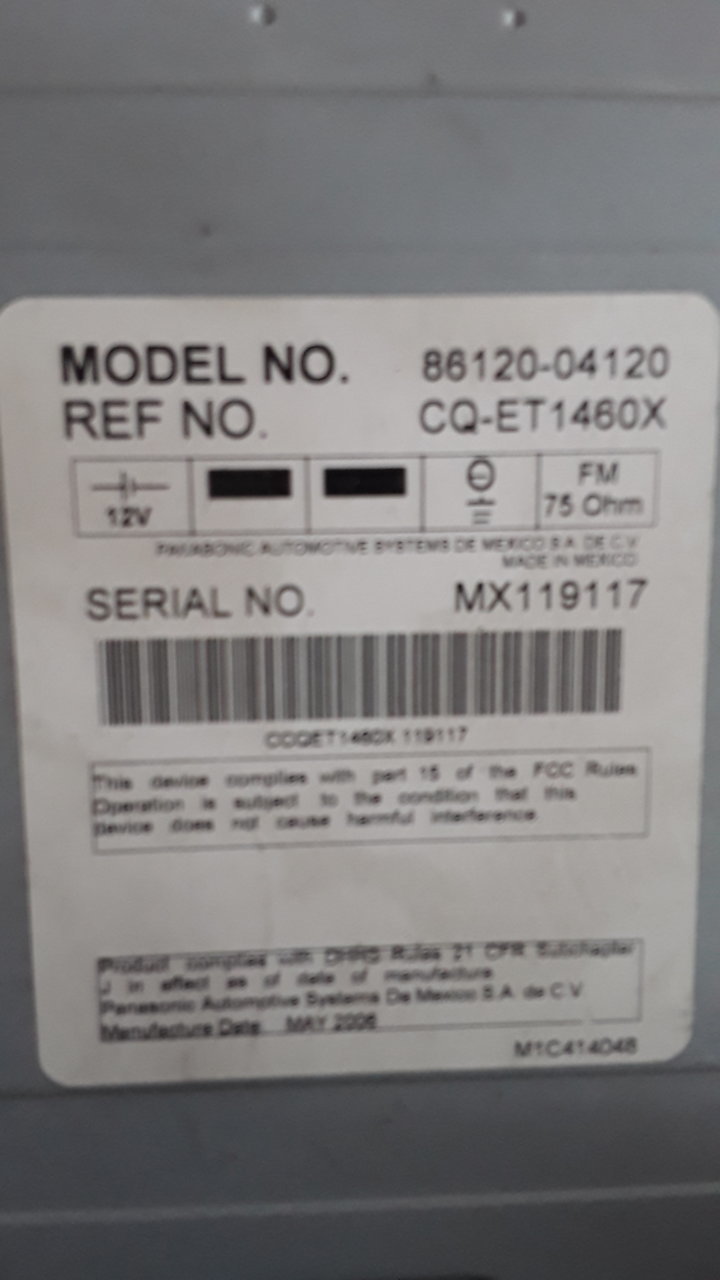 MODEL NO. 86120-04120
REF NO. CQ-ET1460X
12V
FM
75 Ohm
PANASONIC AUTOMOTIVE SYSTEMS DE MEXICO S.A. DE C.V.
MADE IN MEXICO
SERIAL NO. MX119117
CQET1460X 119117
This device complies with part 15 of the FCC Rules
Operation is subject to the condition that this
device does not cause harmful interference.
Product complies with DHHS Rules 21 CFR Subchapter
J in effect as of date of manufacture
Panasonic Automotive Systems De Mexico S.A. de C.V.
Manufacture Date MAY 2006
M1C414048